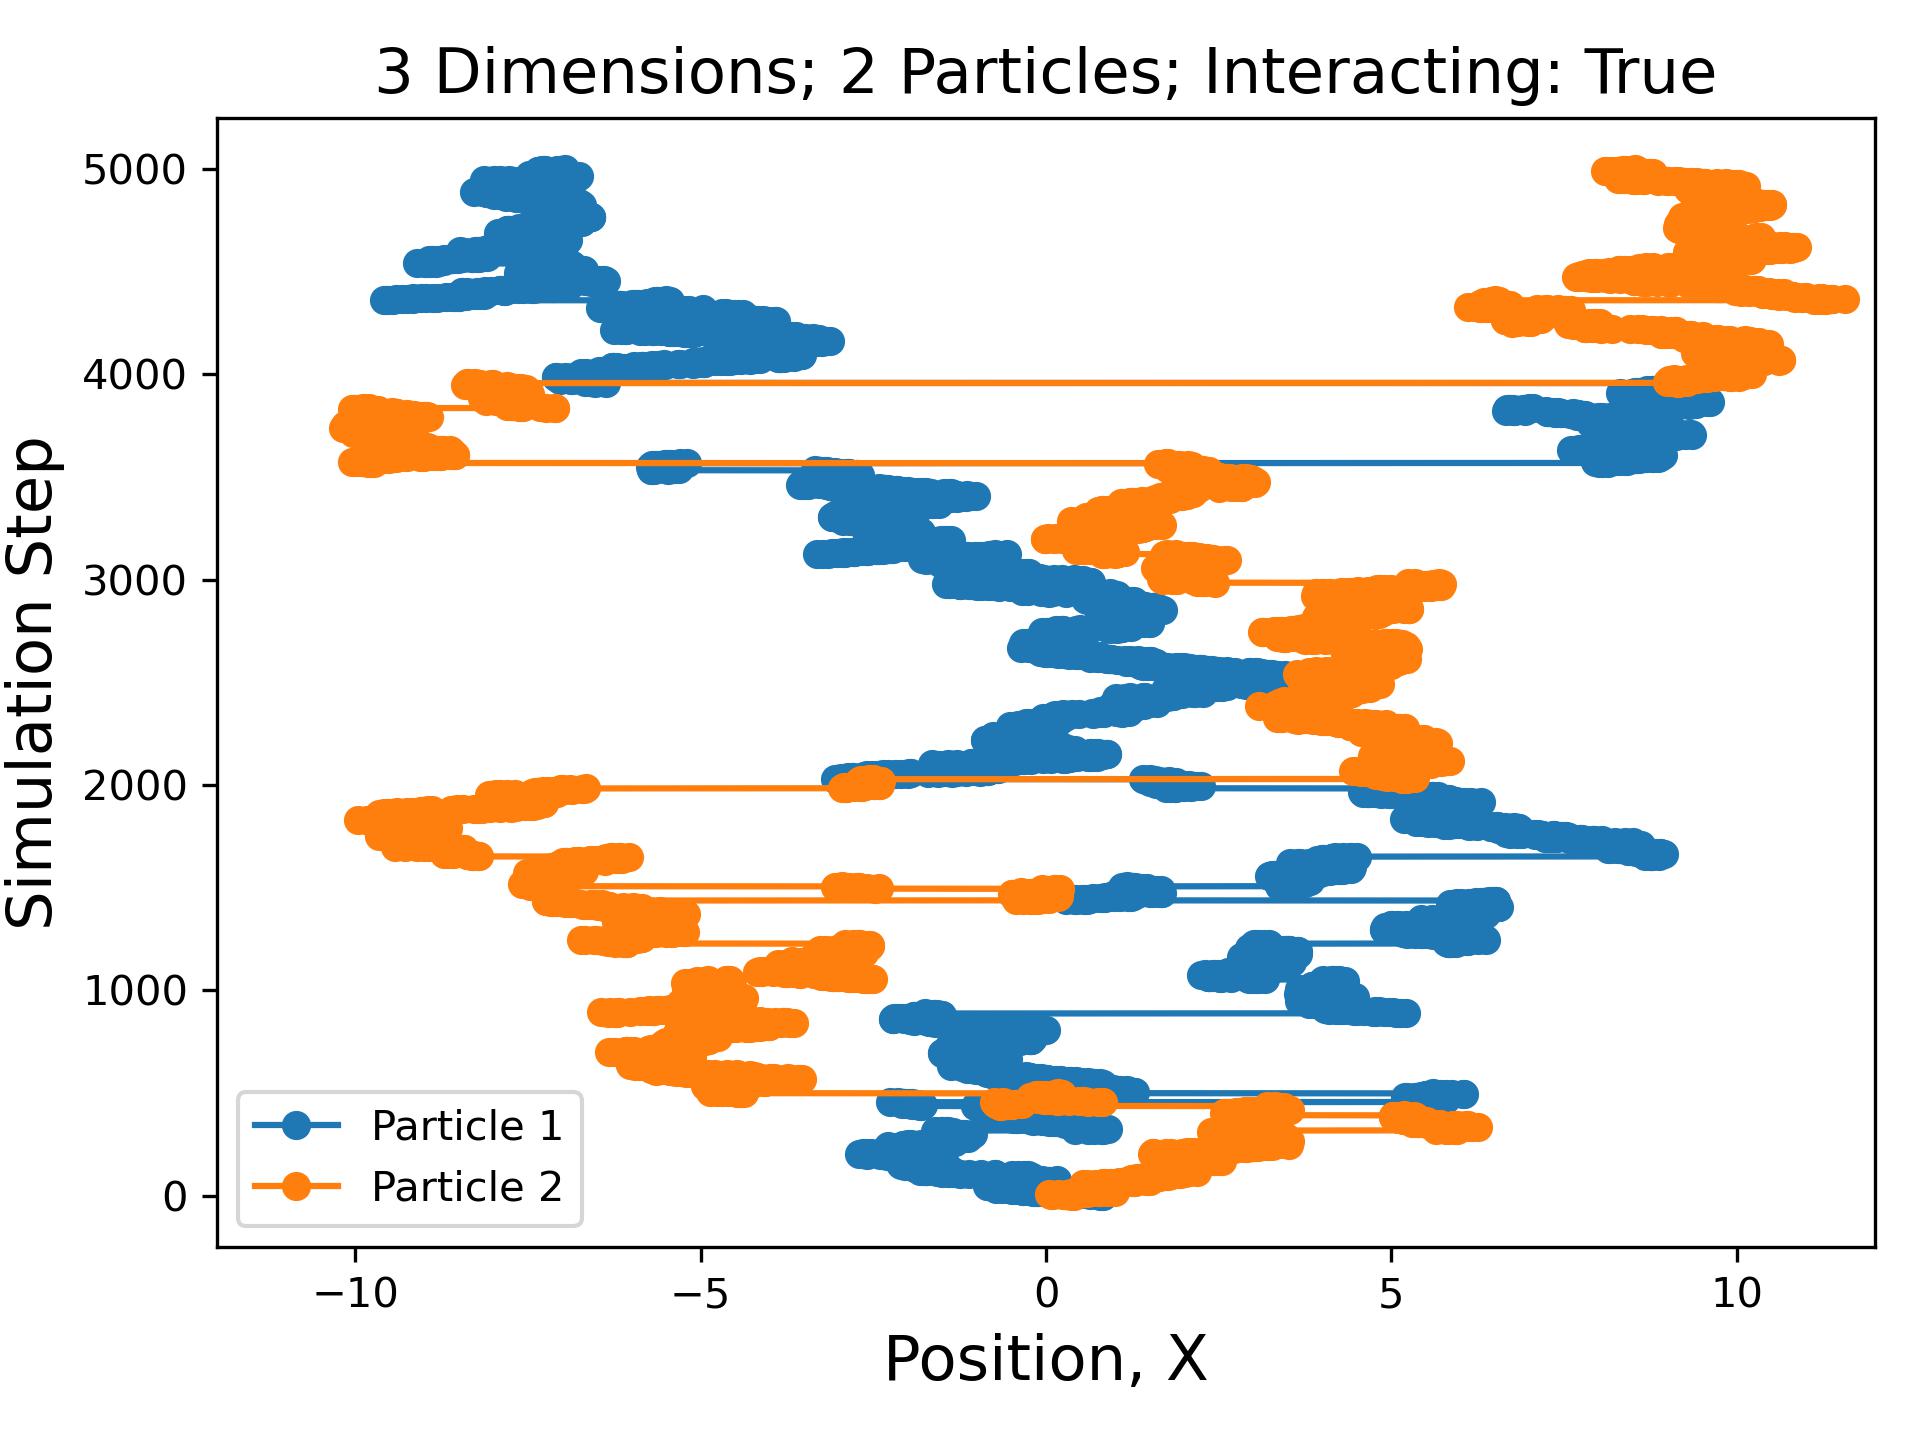 3 Dimensions; 2 Particles; Interacting: True
Simulation Step
5000
4000
3000
2000
1000
0
Particle 1
Particle 2
−10
−5
0
5
10
Position, X